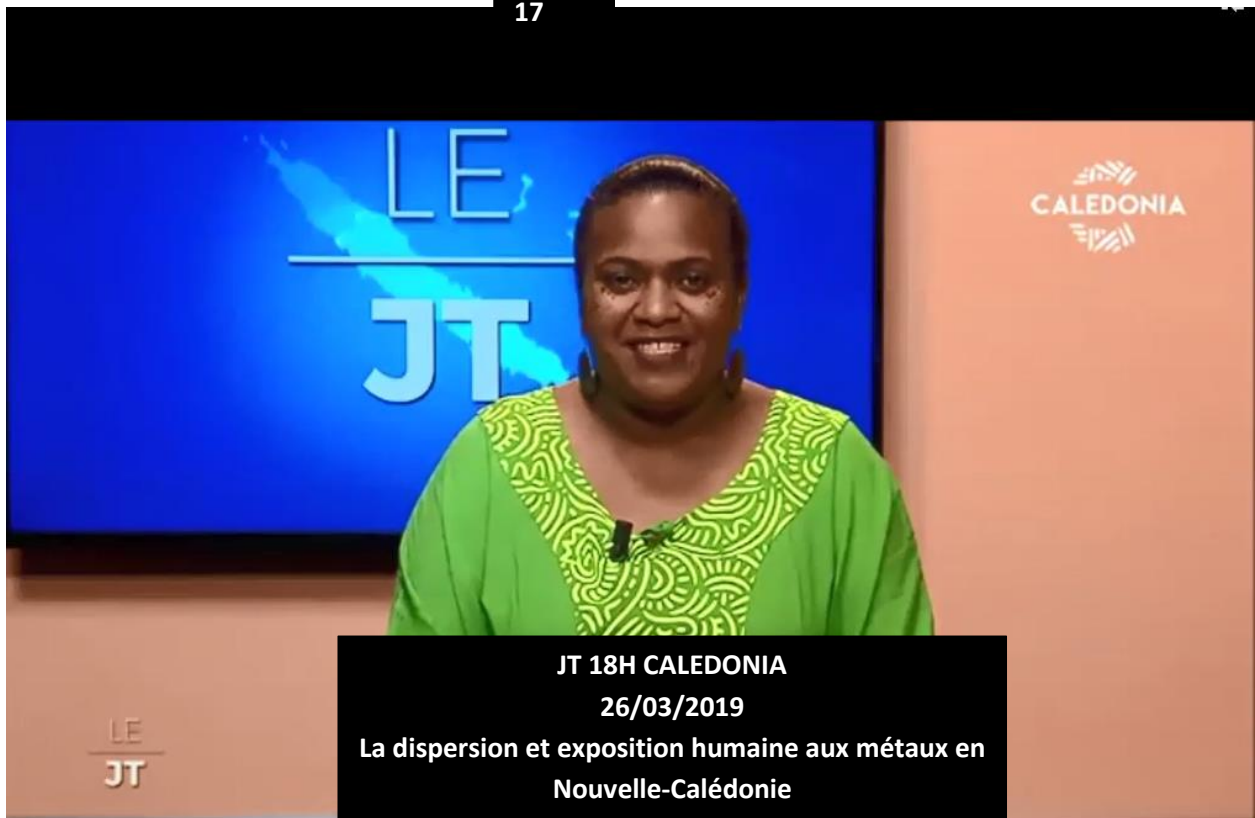 17
LE
JT
CALEDONIA
JT 18H CALEDONIA
26/03/2019
La dispersion et exposition humaine aux métaux en
Nouvelle-Calédonie
LE
JT